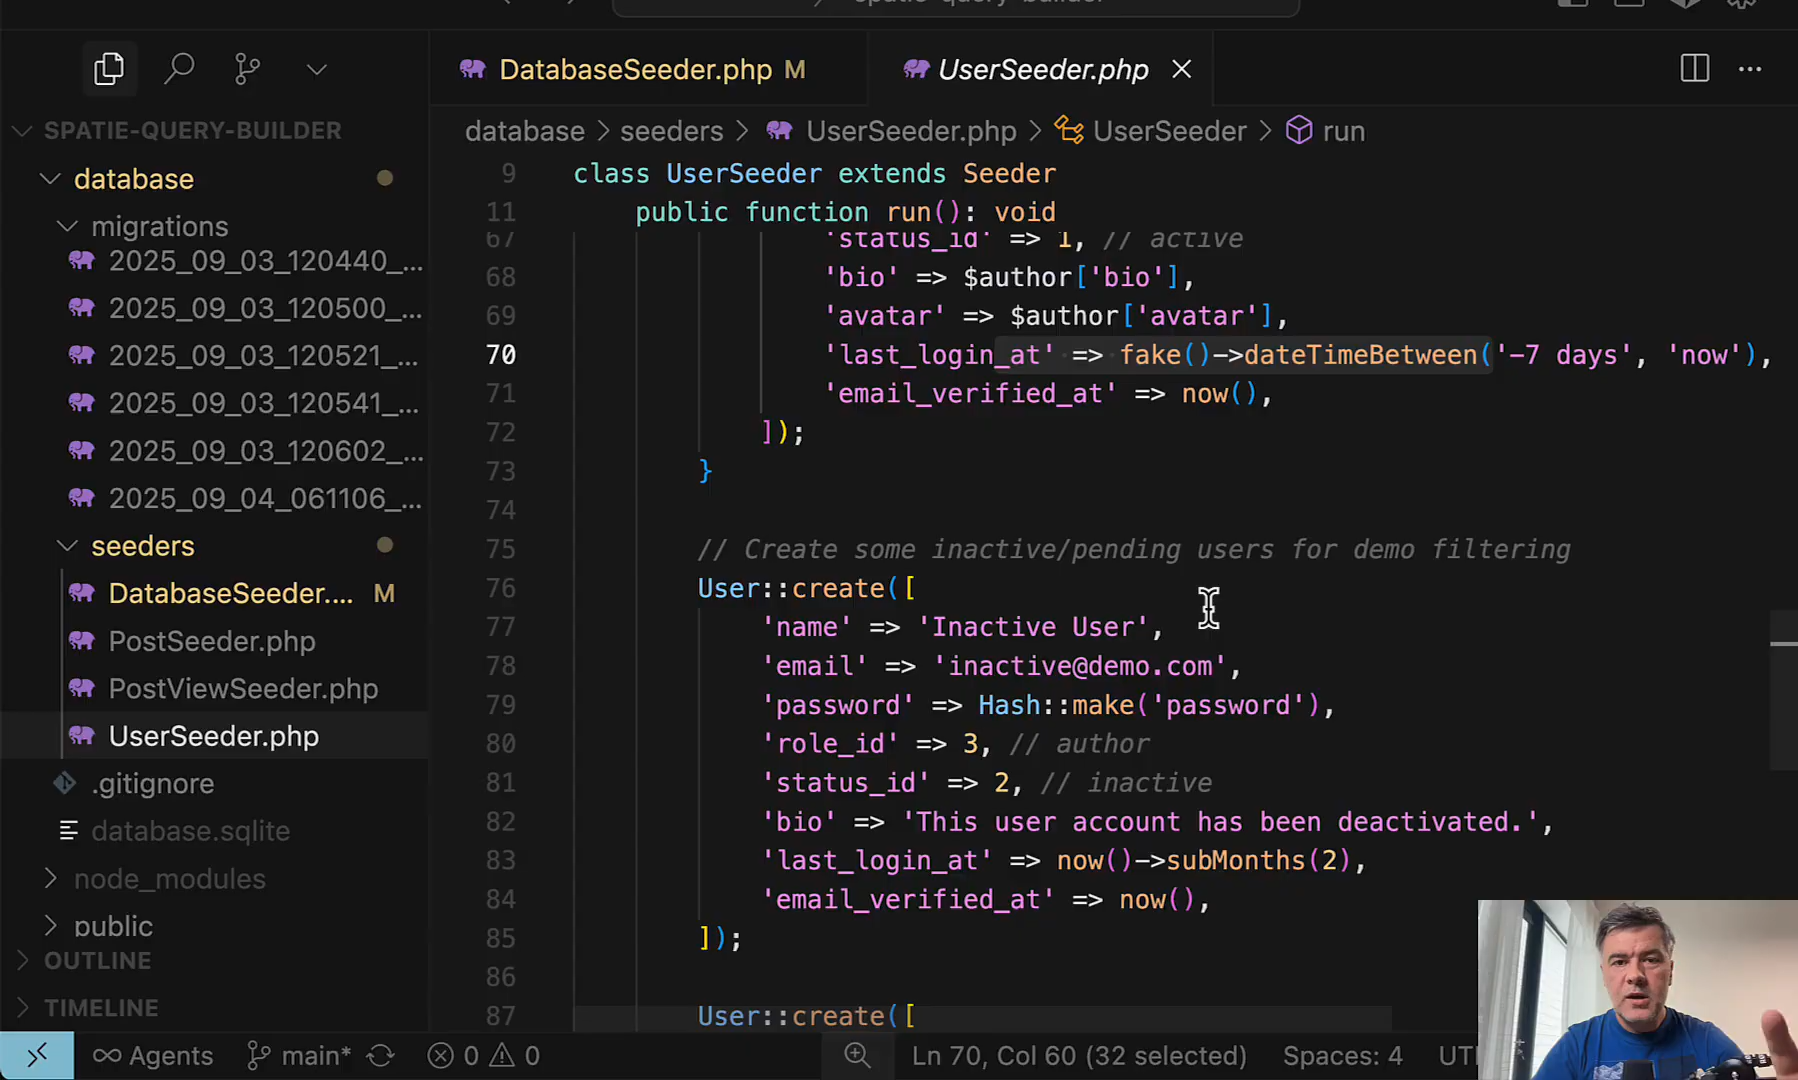 spatie-query-builder
DatabaseSeeder.php M
UserSeeder.php
SPATIE-QUERY-BUILDER
database > seeders > UserSeeder.php > UserSeeder > run
database
migrations
2025_09_03_120440_...
2025_09_03_120500_...
2025_09_03_120521_...
2025_09_03_120541_...
2025_09_03_120602_...
2025_09_04_061106_...
seeders
DatabaseSeeder.... M
PostSeeder.php
PostViewSeeder.php
UserSeeder.php
.gitignore
database.sqlite
node_modules
public
OUTLINE
TIMELINE
9 class UserSeeder extends Seeder
11 public function run(): void
67 'status_id' => 1, // active
68 'bio' => $author['bio'],
69 'avatar' => $author['avatar'],
70 'last_login_at' => fake()->dateTimeBetween('-7 days', 'now'),
71 'email_verified_at' => now(),
72 ]);
73 }
74
75 // Create some inactive/pending users for demo filtering
76 User::create([
77 'name' => 'Inactive User',
78 'email' => 'inactive@demo.com',
79 'password' => Hash::make('password'),
80 'role_id' => 3, // author
81 'status_id' => 2, // inactive
82 'bio' => 'This user account has been deactivated.',
83 'last_login_at' => now()->subMonths(2),
84 'email_verified_at' => now(),
85 ]);
86
87 User::create([
Agents main* 0 0 Ln 70, Col 60 (32 selected) Spaces: 4